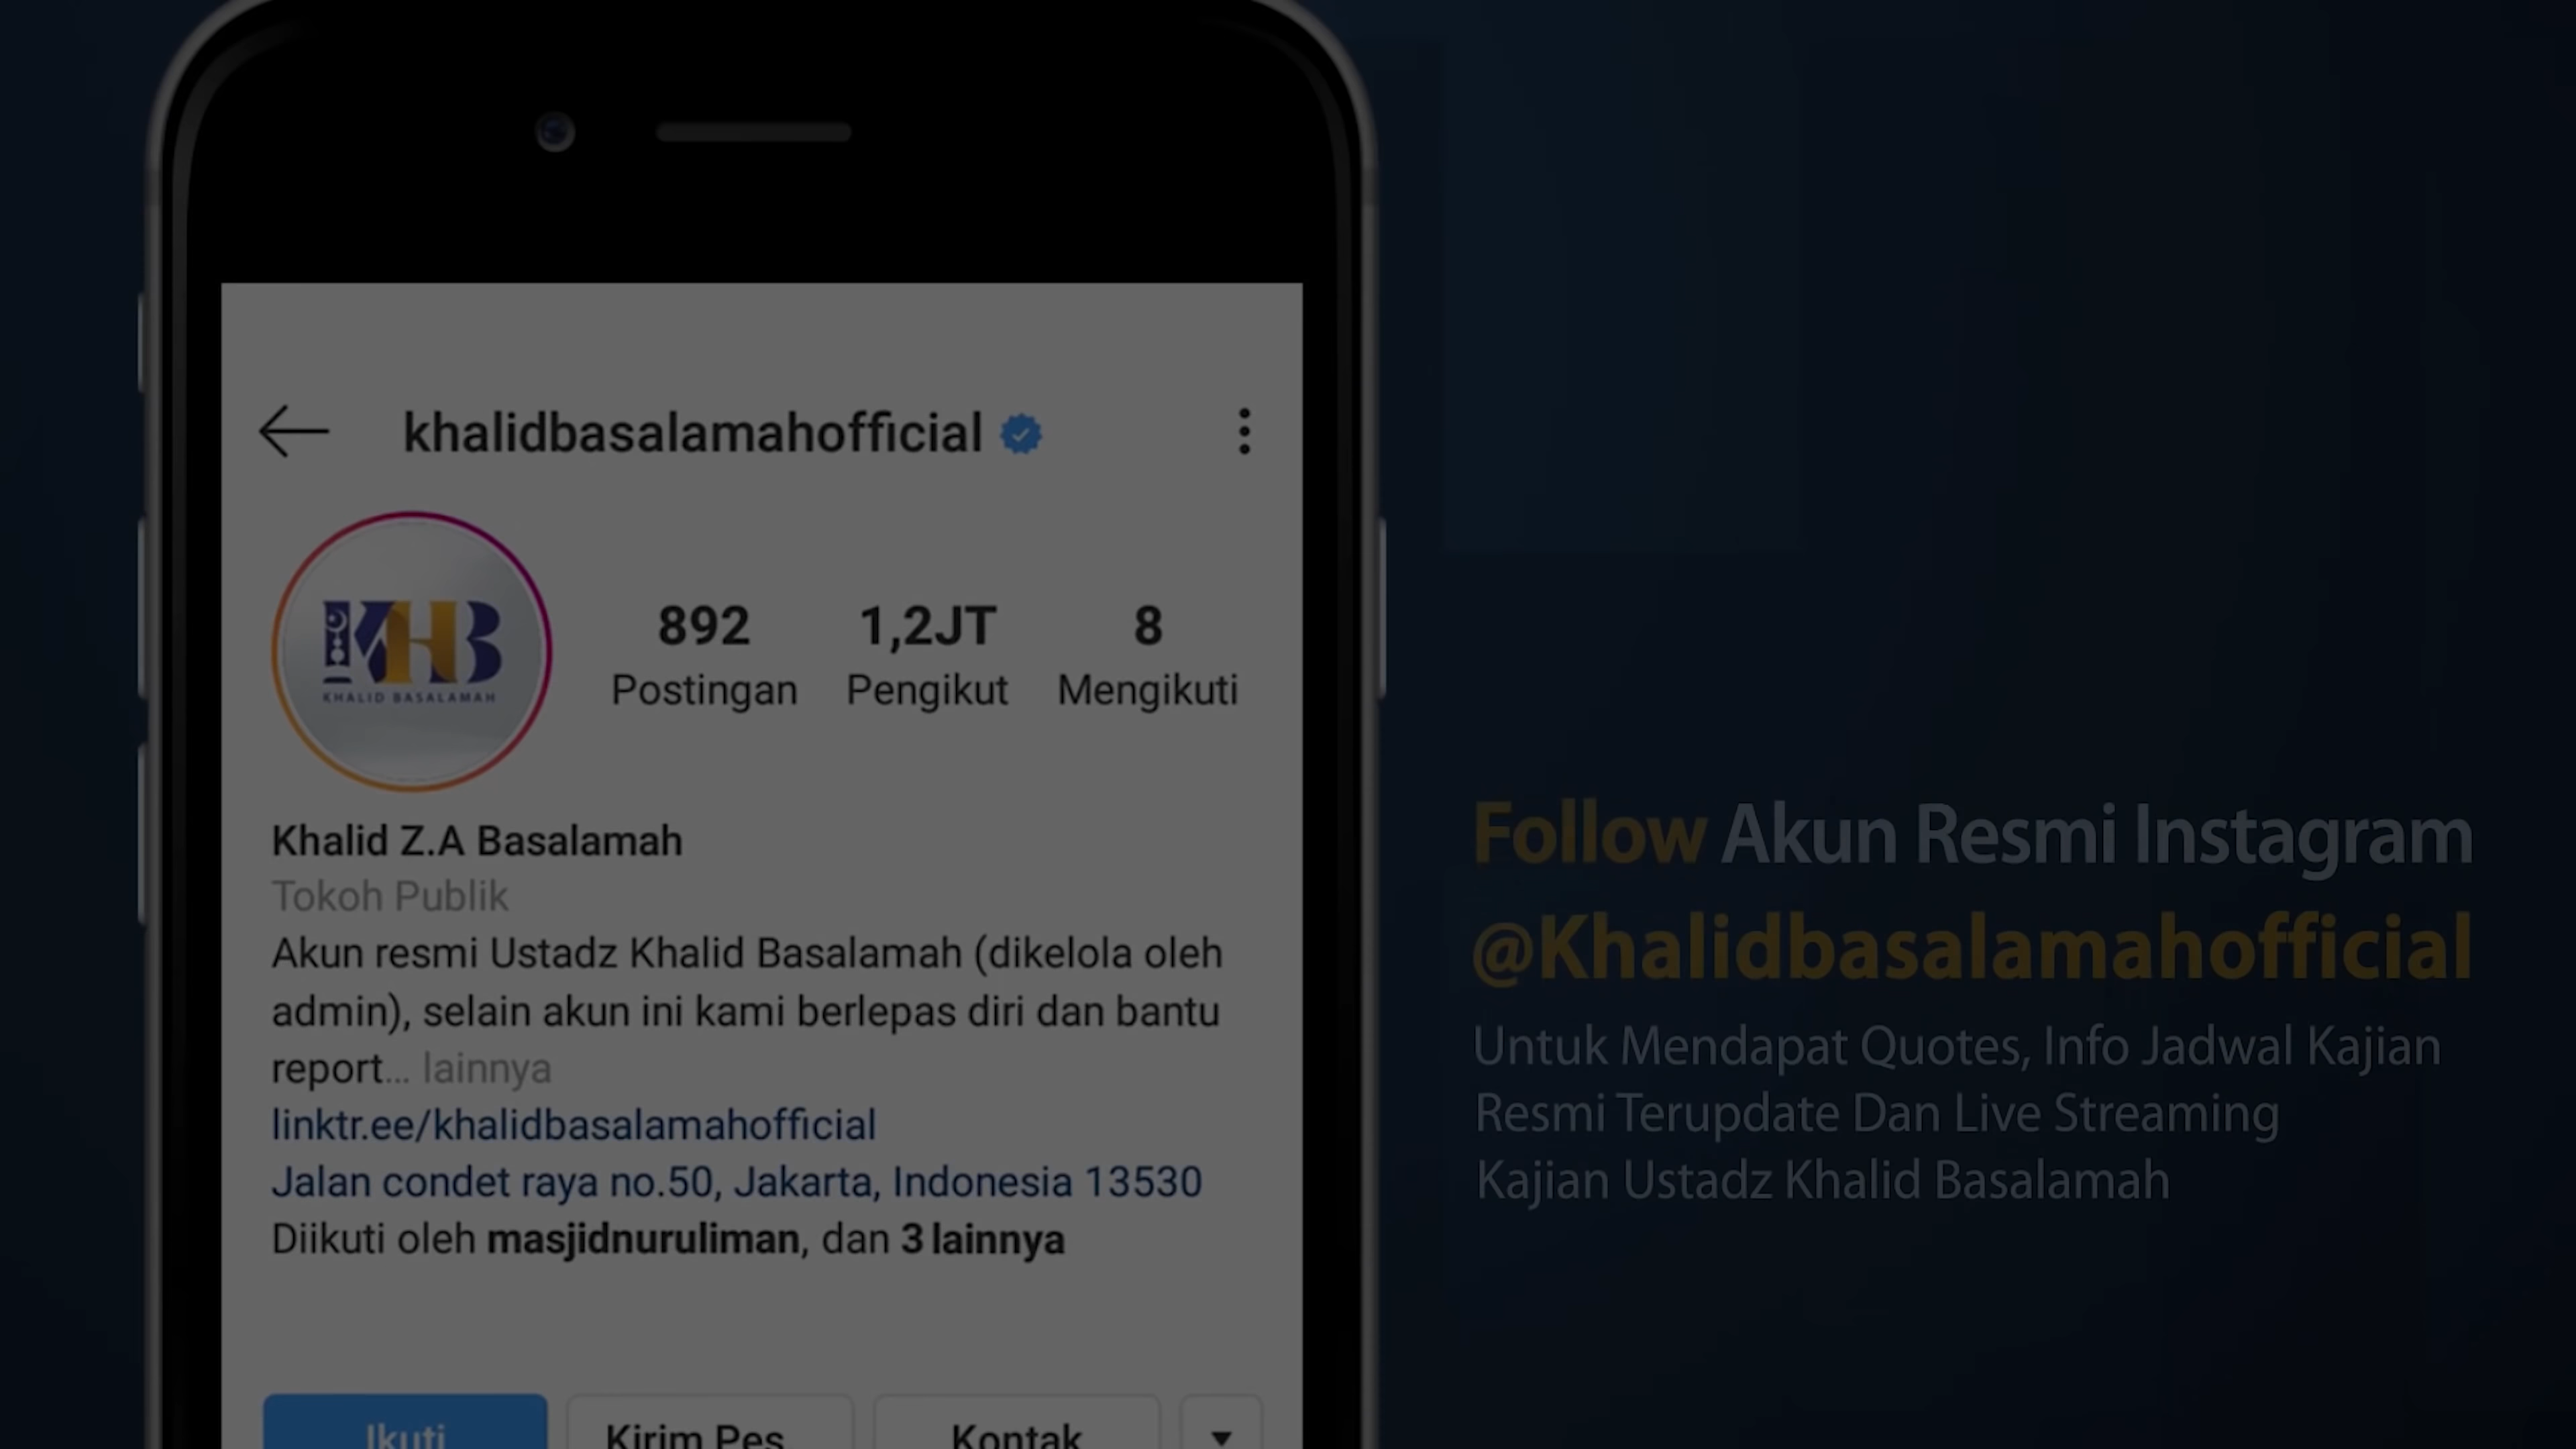 khalidbasalamahofficial
KHB
KHALID BASALAMAH
892
Postingan
1,2JT
Pengikut
8
Mengikuti
Khalid Z.A Basalamah
Tokoh Publik
Akun resmi Ustadz Khalid Basalamah (dikelola oleh
admin), selain akun ini kami berlepas diri dan bantu
report... lainnya
linktr.ee/khalidbasalamahofficial
Jalan condet raya no.50, Jakarta, Indonesia 13530
Diikuti oleh masjidnuruliman, dan 3 lainnya
Ikuti
Kirim Pes
Kontak
Follow Akun Resmi Instagram
@Khalidbasalamahofficial
Untuk Mendapat Quotes, Info Jadwal Kajian
Resmi Terupdate Dan Live Streaming
Kajian Ustadz Khalid Basalamah